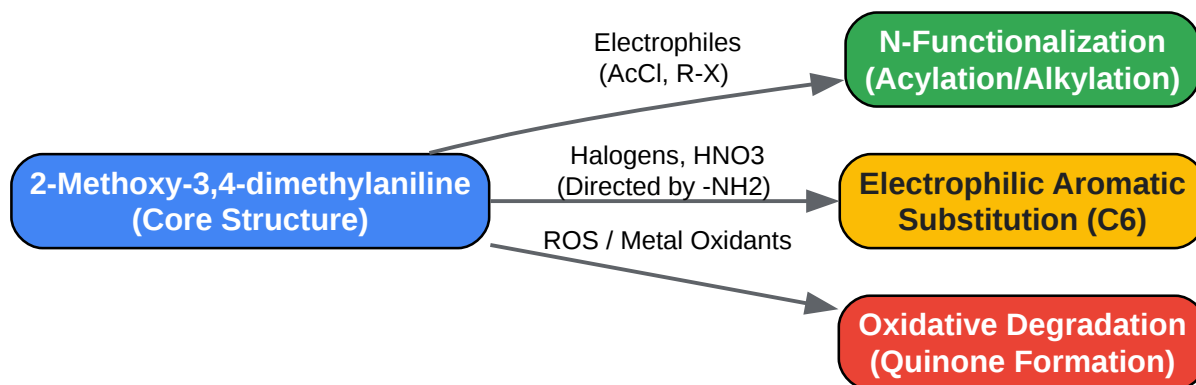 Electrophiles
(AcCl, R-X)
N-Functionalization
(Acylation/Alkylation)
2-Methoxy-3,4-dimethylaniline
(Core Structure)
Halogens, HNO3
(Directed by -NH2)
Electrophilic Aromatic
Substitution (C6)
ROS / Metal Oxidants
Oxidative Degradation
(Quinone Formation)